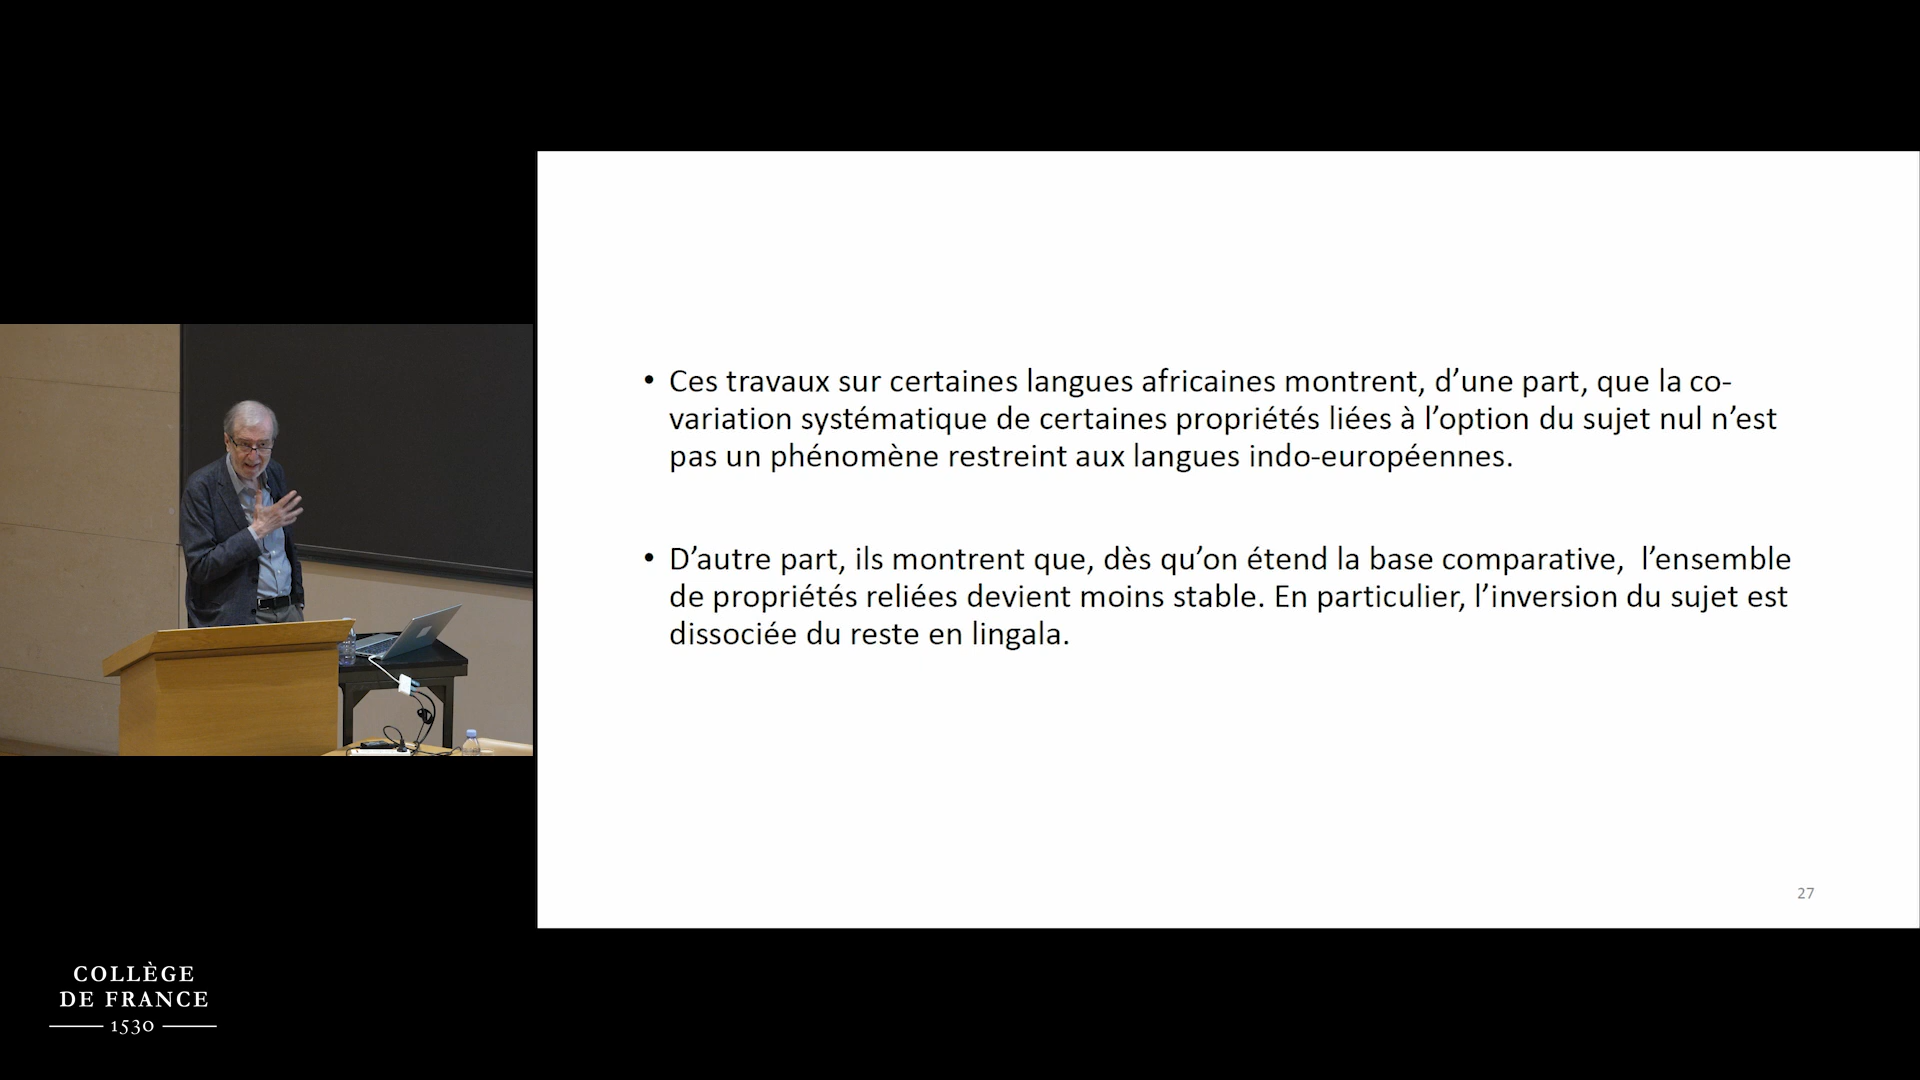 • Ces travaux sur certaines langues africaines montrent, d’une part, que la co-
variation systématique de certaines propriétés liées à l’option du sujet nul n’est
pas un phénomène restreint aux langues indo-européennes.
• D’autre part, ils montrent que, dès qu’on étend la base comparative,  l’ensemble
de propriétés reliées devient moins stable. En particulier, l’inversion du sujet est
dissociée du reste en lingala.
27
COLLÈGE
DE FRANCE
1530